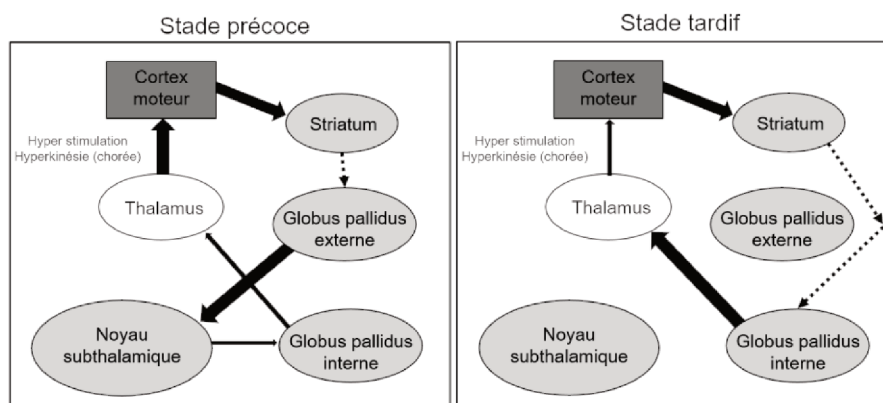 Stade précoce
Cortex
moteur
Striatum
Hyper stimulation
Hyperkinésie (chorée)
Thalamus
Globus pallidus
externe
Noyau
subthalamique
Globus pallidus
interne
Stade tardif
Cortex
moteur
Striatum
Hyper stimulation
Hyperkinésie (chorée)
Thalamus
Globus pallidus
externe
Noyau
subthalamique
Globus pallidus
interne